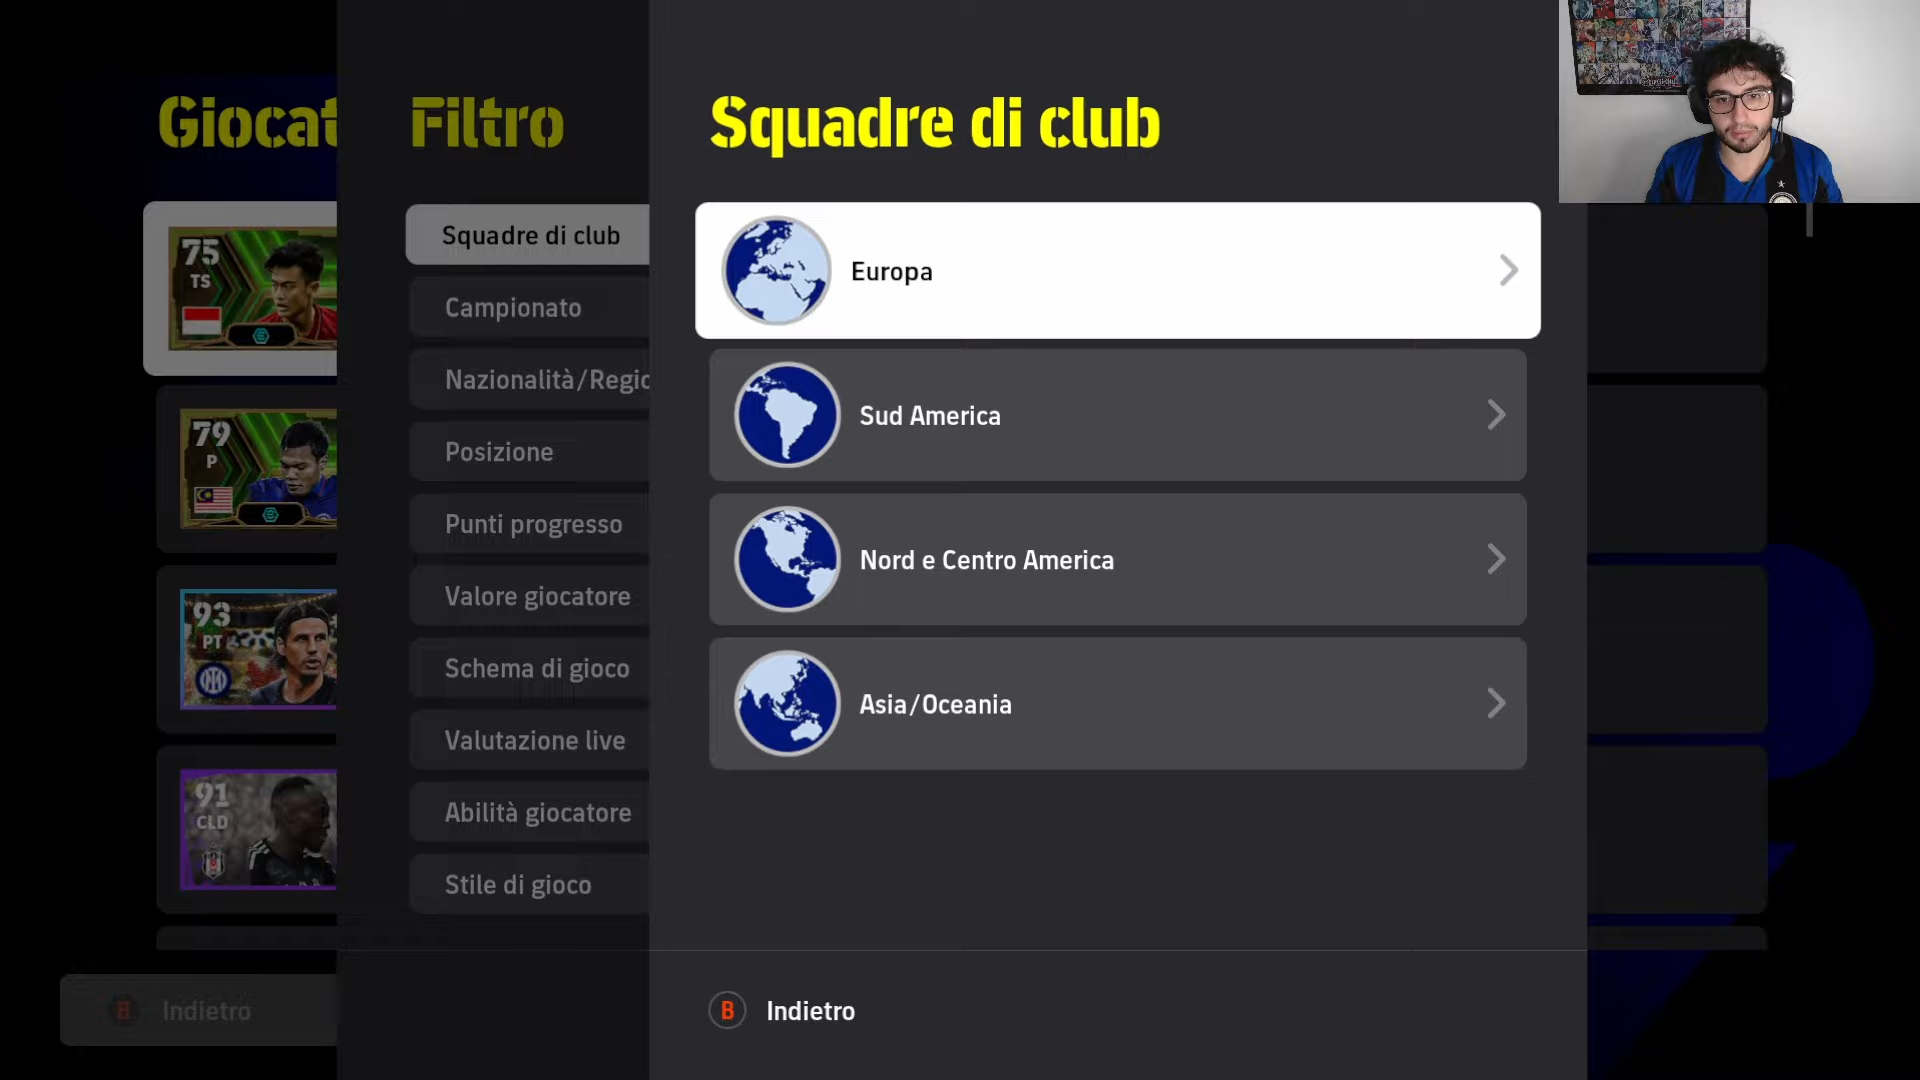 Giocat
Filtro
Squadre di club
75
TS
79
P
93
PT
91
CLD
Squadre di club
Campionato
Nazionalità/Regio
Posizione
Punti progresso
Valore giocatore
Schema di gioco
Valutazione live
Abilità giocatore
Stile di gioco
Europa
Sud America
Nord e Centro America
Asia/Oceania
B Indietro
B Indietro